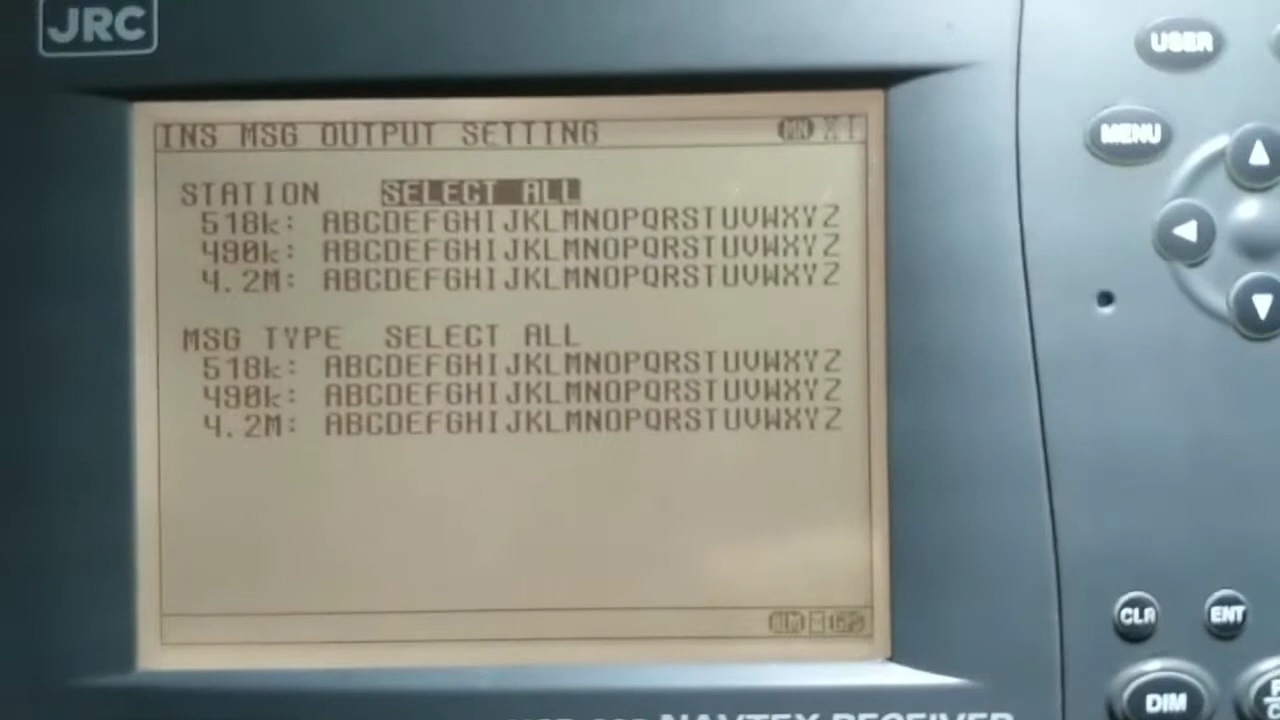 JRC
USER
INS MSG OUTPUT SETTING
MENU
STATION SELECT ALL
518k: ABCDEFGHIJKLMNOPQRSTUVWXYZ
490k: ABCDEFGHIJKLMNOPQRSTUVWXYZ
4.2M: ABCDEFGHIJKLMNOPQRSTUVWXYZ
MSG TYPE SELECT ALL
518k: ABCDEFGHIJKLMNOPQRSTUVWXYZ
490k: ABCDEFGHIJKLMNOPQRSTUVWXYZ
4.2M: ABCDEFGHIJKLMNOPQRSTUVWXYZ
CLR
ENT
DIM
NAVTEX RECEIVER